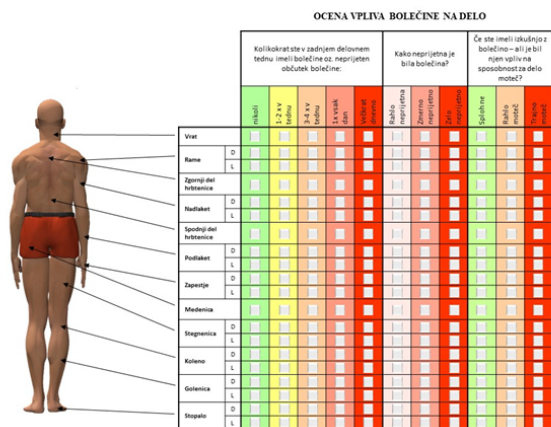 OCENA VPLIVA BOLEČINE NA DELO
Kolikokrat ste v zadnjem delovnem
tednu imeli bolečine oz. neprijeten
občutek bolečine:
Kako neprijetna je
bila bolečina?
Če ste imeli izkušnjo z
bolečino – ali je bil
njen vpliv na
sposobnost za delo
moteč?
nikoli
1-2 x v
tednu
3-4 x v
tednu
1x vsak
dan
Večkrat
dnevno
Rahlo
neprijetna
Zmerno
neprijetna
Zelo
neprijetna
Sploh ne
Rahlo
moteč
Trajno
moteč
Vrat
Rame
D
L
Zgornji del
hrbtenice
Nadlaket
D
L
Spodnji del
hrbtenice
Podlaket
D
L
Zapestje
D
L
Medenica
Stegnenica
D
L
Koleno
D
L
Golenica
D
L
Stopalo
D
L